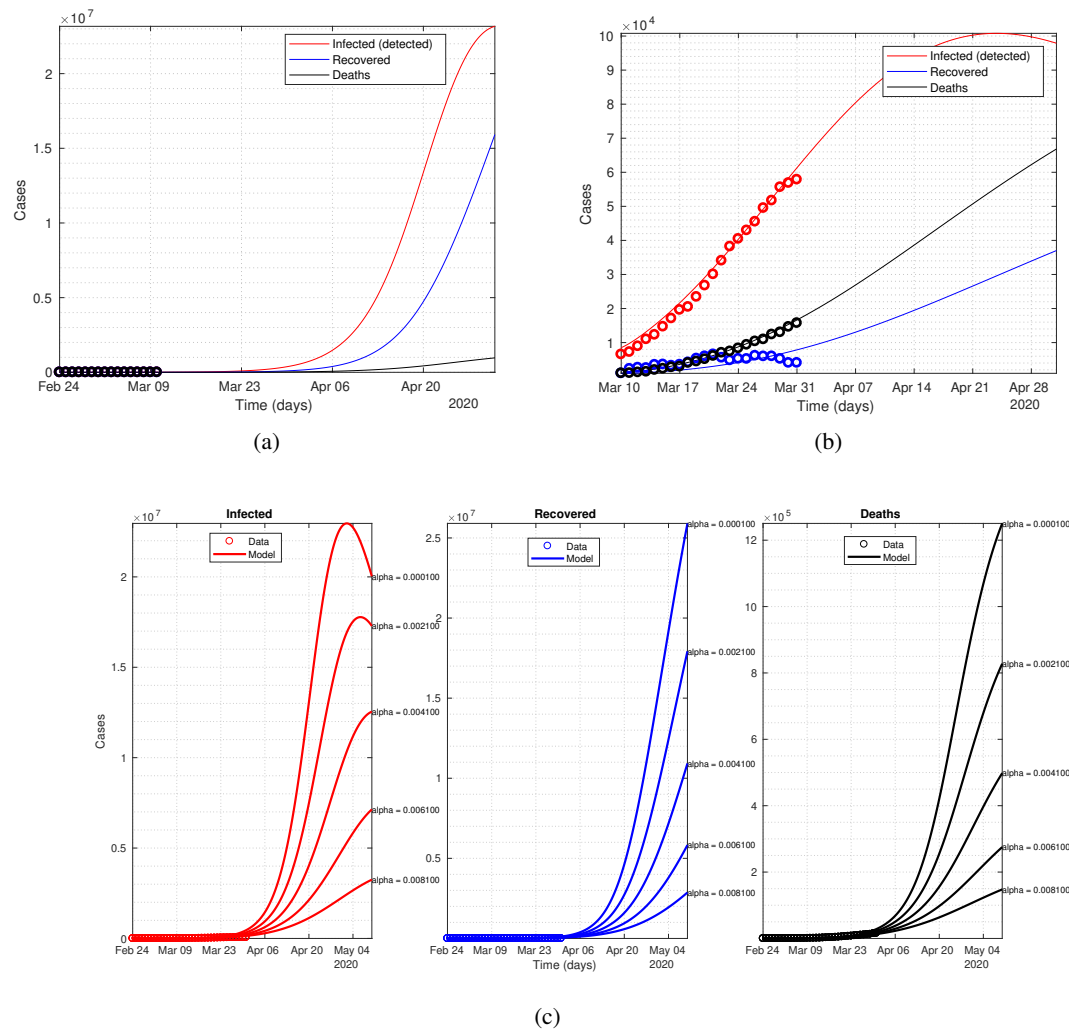 ×10^7
Infected (detected)
Recovered
Deaths
2
1.5
1
0.5
0
Cases
Feb 24 Mar 09 Mar 23 Apr 06 Apr 20
Time (days) 2020
(a)
×10^4
Infected (detected)
Recovered
Deaths
10
9
8
7
6
5
4
3
2
1
Cases
Mar 10 Mar 17 Mar 24 Mar 31 Apr 07 Apr 14 Apr 21 Apr 28
Time (days) 2020
(b)
×10^7 Infected
Data
Model
2
1.5
1
0.5
0
Cases
alpha = 0.000100
alpha = 0.002100
alpha = 0.004100
alpha = 0.006100
alpha = 0.008100
Feb 24 Mar 09 Mar 23 Apr 06 Apr 20 May 04
2020
×10^7 Recovered
Data
Model
2.5
2
1.5
1
0.5
alpha = 0.000100
alpha = 0.002100
alpha = 0.004100
alpha = 0.006100
alpha = 0.008100
Feb 24 Mar 09 Mar 23 Apr 06 Apr 20 May 04
Time (days) 2020
×10^5 Deaths
Data
Model
12
10
8
6
4
2
alpha = 0.000100
alpha = 0.002100
alpha = 0.004100
alpha = 0.006100
alpha = 0.008100
Feb 24 Mar 09 Mar 23 Apr 06 Apr 20 May 04
2020
(c)